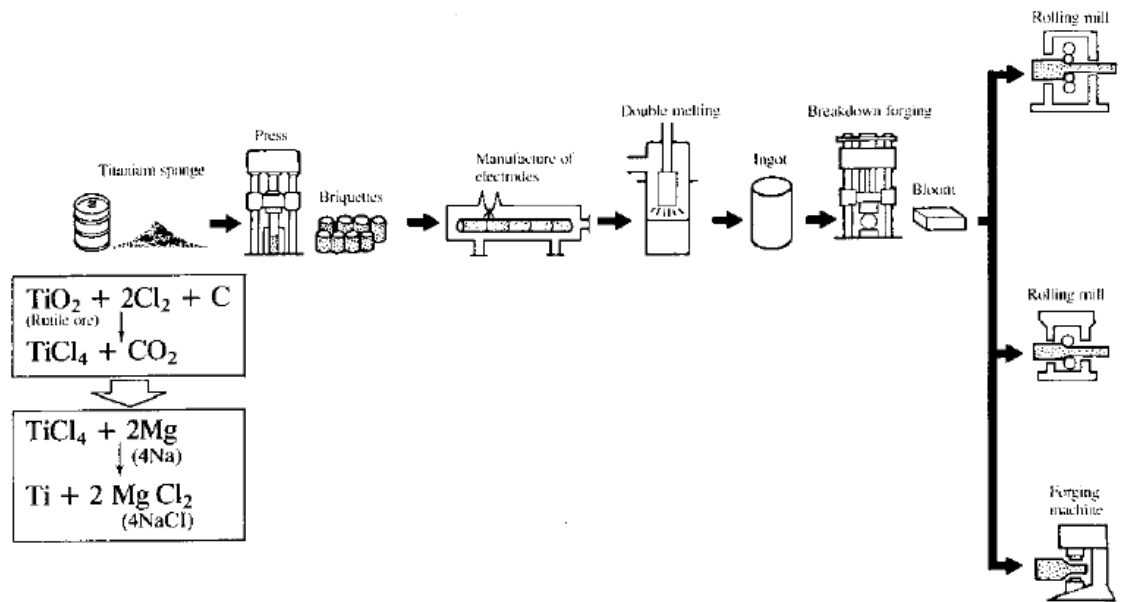 Rolling mill
Double melting
Breakdown forging
Press
Manufacture of
electrodes
Ingot
Titanium sponge
Briquettes
Bloom
TiO₂ + 2Cl₂ + C
(Rutile ore)
TiCl₄ + CO₂
TiCl₄ + 2Mg
(4Na)
Ti + 2 Mg Cl₂
(4NaCl)
Rolling mill
Forging
machine